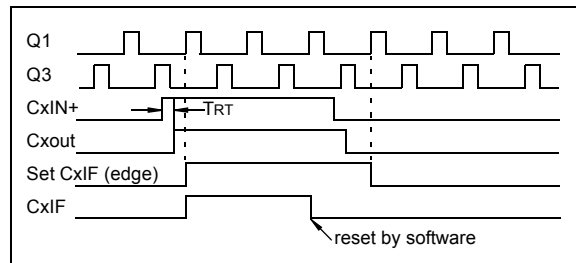 Q1
Q3
CxIN+
TRT
Cxout
Set CxIF (edge)
CxIF
reset by software